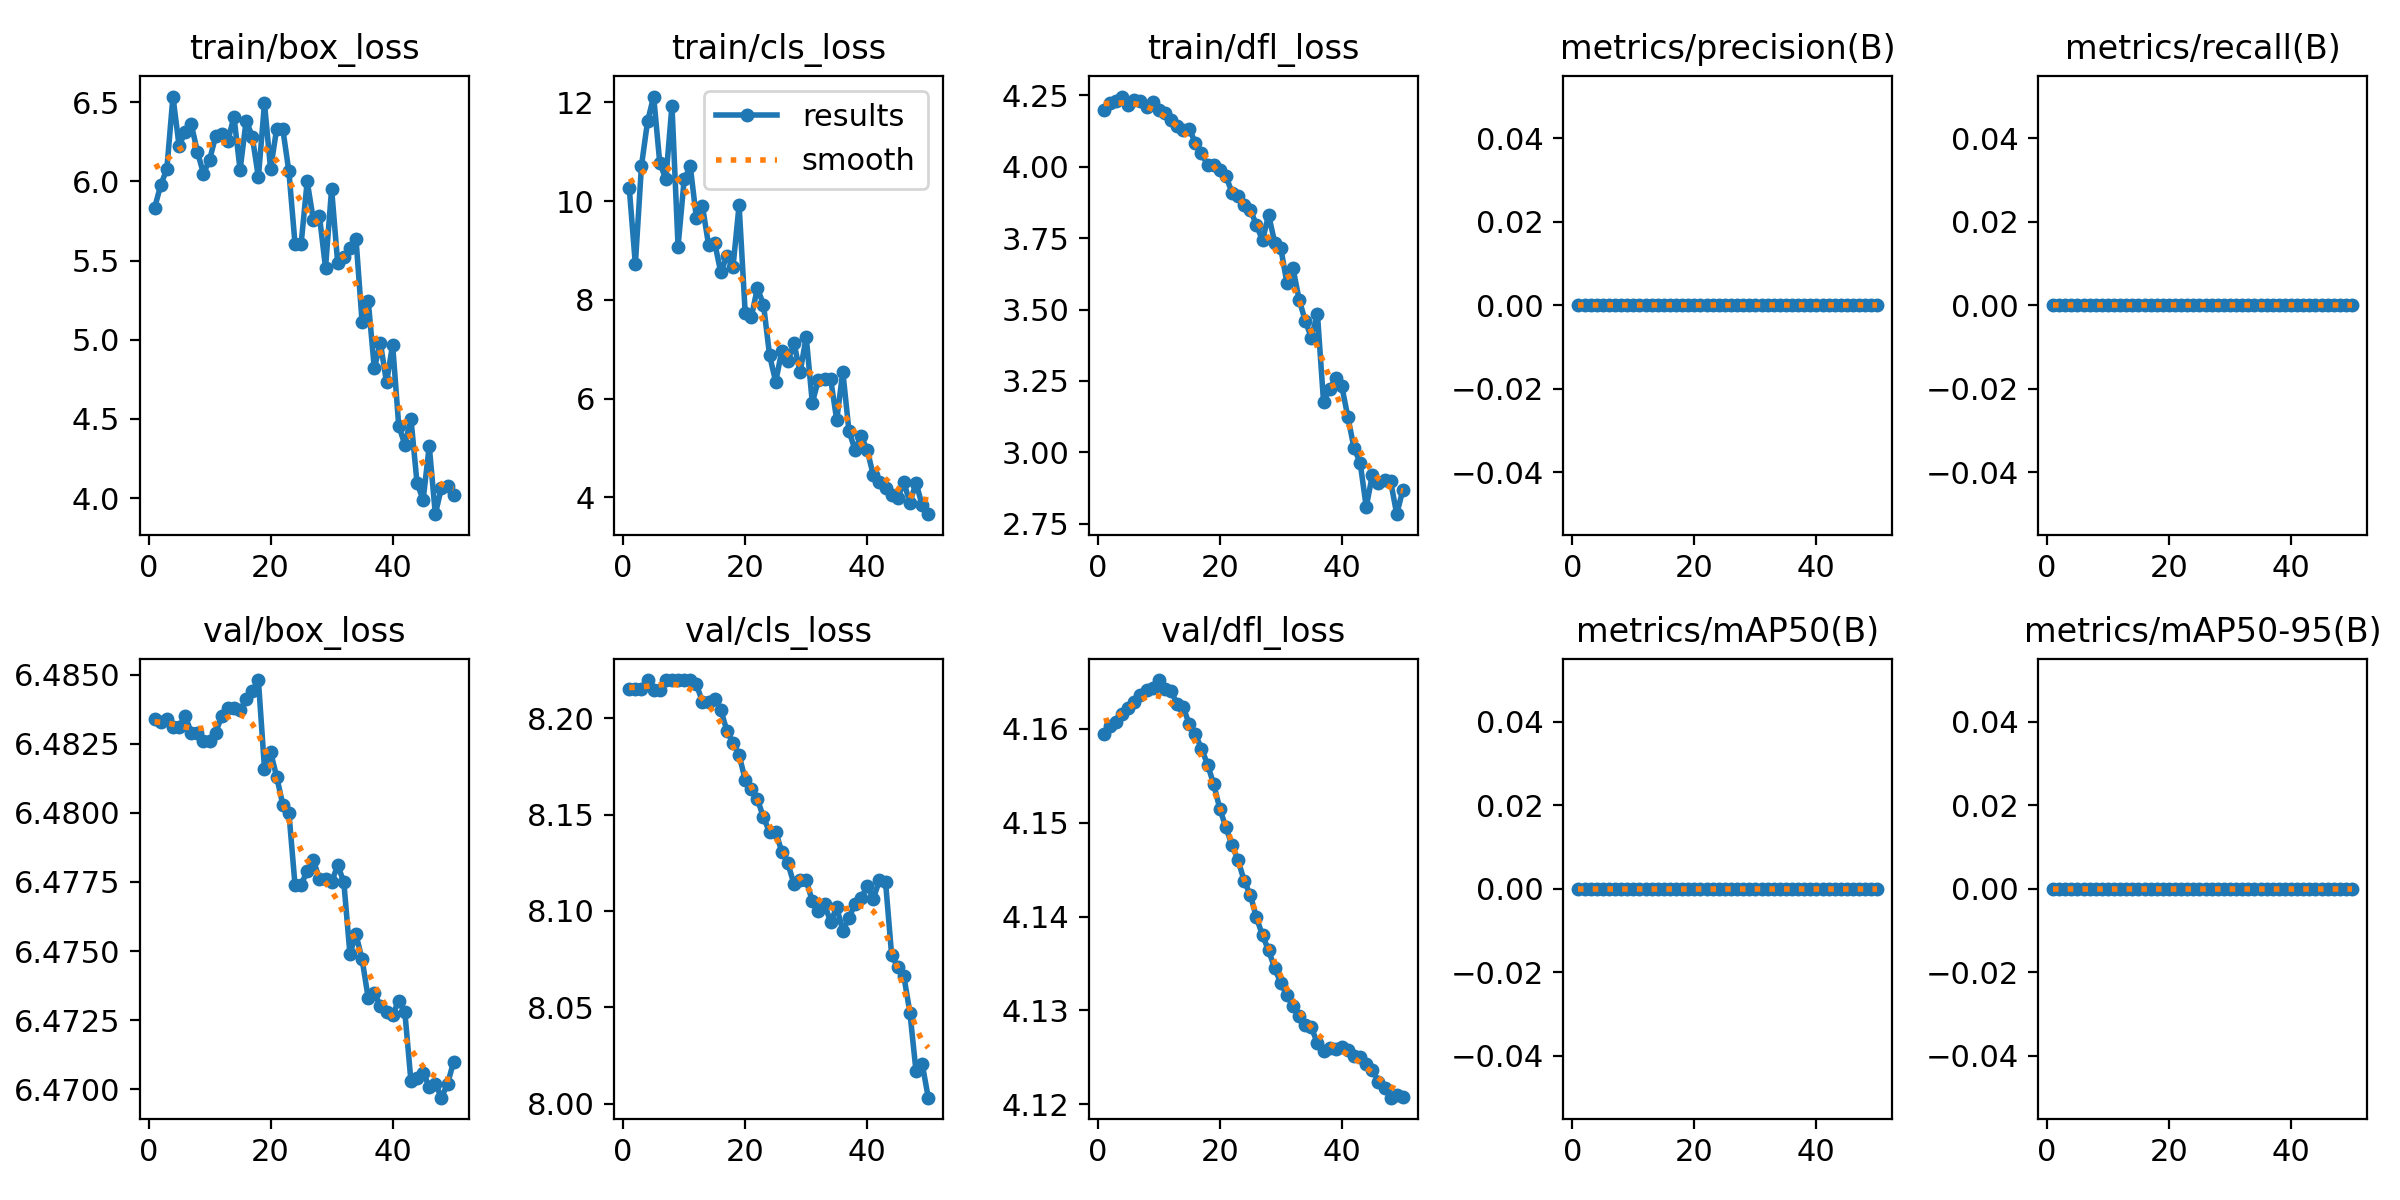 train/box_loss
6.5
6.0
5.5
5.0
4.5
4.0
0 20 40
train/cls_loss
results
smooth
12
10
8
6
4
0 20 40
train/dfl_loss
4.25
4.00
3.75
3.50
3.25
3.00
2.75
0 20 40
metrics/precision(B)
0.04
0.02
0.00
−0.02
−0.04
0 20 40
metrics/recall(B)
0.04
0.02
0.00
−0.02
−0.04
0 20 40
val/box_loss
6.4850
6.4825
6.4800
6.4775
6.4750
6.4725
6.4700
0 20 40
val/cls_loss
8.20
8.15
8.10
8.05
8.00
0 20 40
val/dfl_loss
4.16
4.15
4.14
4.13
4.12
0 20 40
metrics/mAP50(B)
0.04
0.02
0.00
−0.02
−0.04
0 20 40
metrics/mAP50-95(B)
0.04
0.02
0.00
−0.02
−0.04
0 20 40